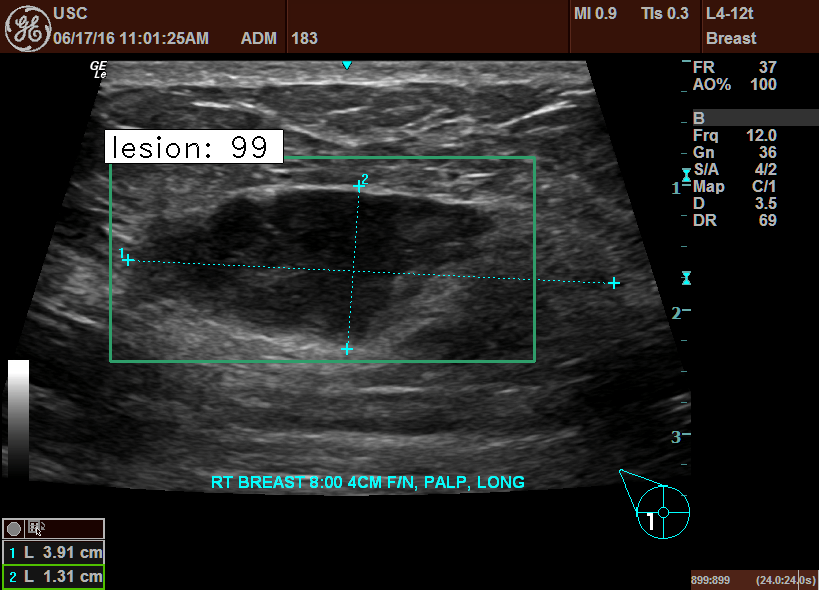 USC
06/17/16 11:01:25AM ADM 183
MI 0.9 TIs 0.3 L4-12t
Breast
GE
Le
FR 37
AO% 100
B
Frq 12.0
Gn 36
S/A 4/2
Map C/1
D 3.5
DR 69
lesion: 99
1
2
1
2
3
RT BREAST 8:00 4CM F/N, PALP, LONG
1
1 L 3.91 cm
2 L 1.31 cm
899:899 (24.0:24.0s)